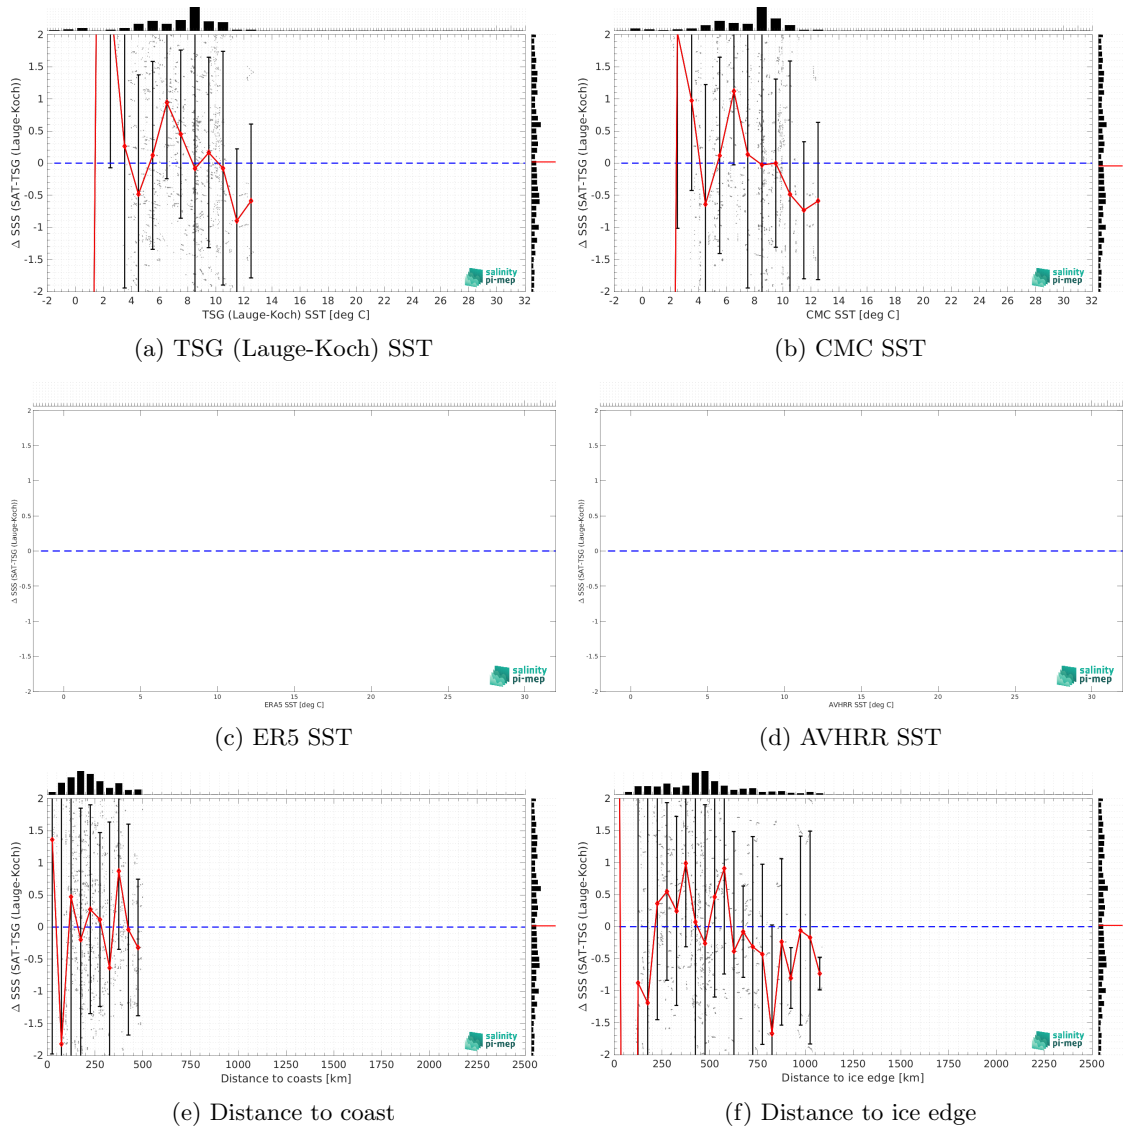 2
1.5
1
0.5
0
-0.5
-1
-1.5
-2
Δ SSS (SAT-TSG (Lauge-Koch))
-2 0 2 4 6 8 10 12 14 16 18 20 22 24 26 28 30 32
TSG (Lauge-Koch) SST [deg C]
salinity
pi-mep
(a) TSG (Lauge-Koch) SST
2
1.5
1
0.5
0
-0.5
-1
-1.5
-2
Δ SSS (SAT-TSG (Lauge-Koch))
-2 0 2 4 6 8 10 12 14 16 18 20 22 24 26 28 30 32
CMC SST [deg C]
salinity
pi-mep
(b) CMC SST
2
1.5
1
0.5
0
-0.5
-1
-1.5
-2
Δ SSS (SAT-TSG (Lauge-Koch))
0 5 10 15 20 25 30
ERA5 SST [deg C]
salinity
pi-mep
(c) ER5 SST
2
1.5
1
0.5
0
-0.5
-1
-1.5
-2
Δ SSS (SAT-TSG (Lauge-Koch))
0 5 10 15 20 25 30
AVHRR SST [deg C]
salinity
pi-mep
(d) AVHRR SST
2
1.5
1
0.5
0
-0.5
-1
-1.5
-2
Δ SSS (SAT-TSG (Lauge-Koch))
0 250 500 750 1000 1250 1500 1750 2000 2250 2500
Distance to coasts [km]
salinity
pi-mep
(e) Distance to coast
2
1.5
1
0.5
0
-0.5
-1
-1.5
-2
Δ SSS (SAT-TSG (Lauge-Koch))
0 250 500 750 1000 1250 1500 1750 2000 2250 2500
Distance to ice edge [km]
salinity
pi-mep
(f) Distance to ice edge